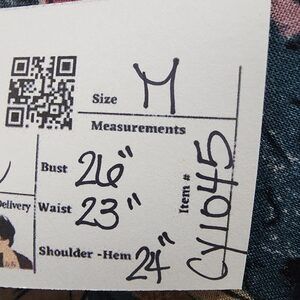 Size M
Measurements
Bust 26"
Delivery
Waist 23"
Shoulder -Hem 24"
Item # CY1045